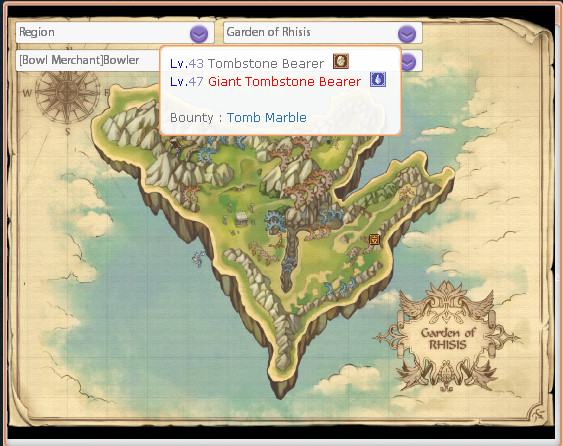 Region
Garden of Rhisis
[Bowl Merchant]Bowler
Lv.43 Tombstone Bearer
Lv.47 Giant Tombstone Bearer
Bounty : Tomb Marble
W
E
S
Garden of
RHISIS